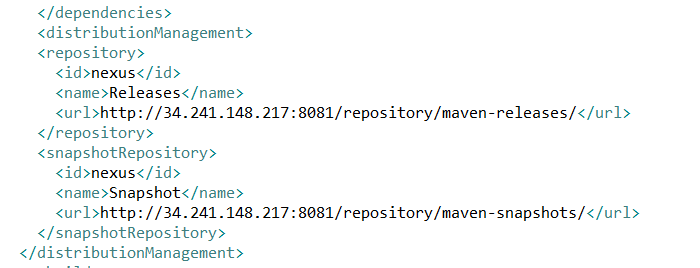 </dependencies>
<distributionManagement>
<repository>
<id>nexus</id>
<name>Releases</name>
<url>http://34.241.148.217:8081/repository/maven-releases/</url>
</repository>
<snapshotRepository>
<id>nexus</id>
<name>Snapshot</name>
<url>http://34.241.148.217:8081/repository/maven-snapshots/</url>
</snapshotRepository>
</distributionManagement>